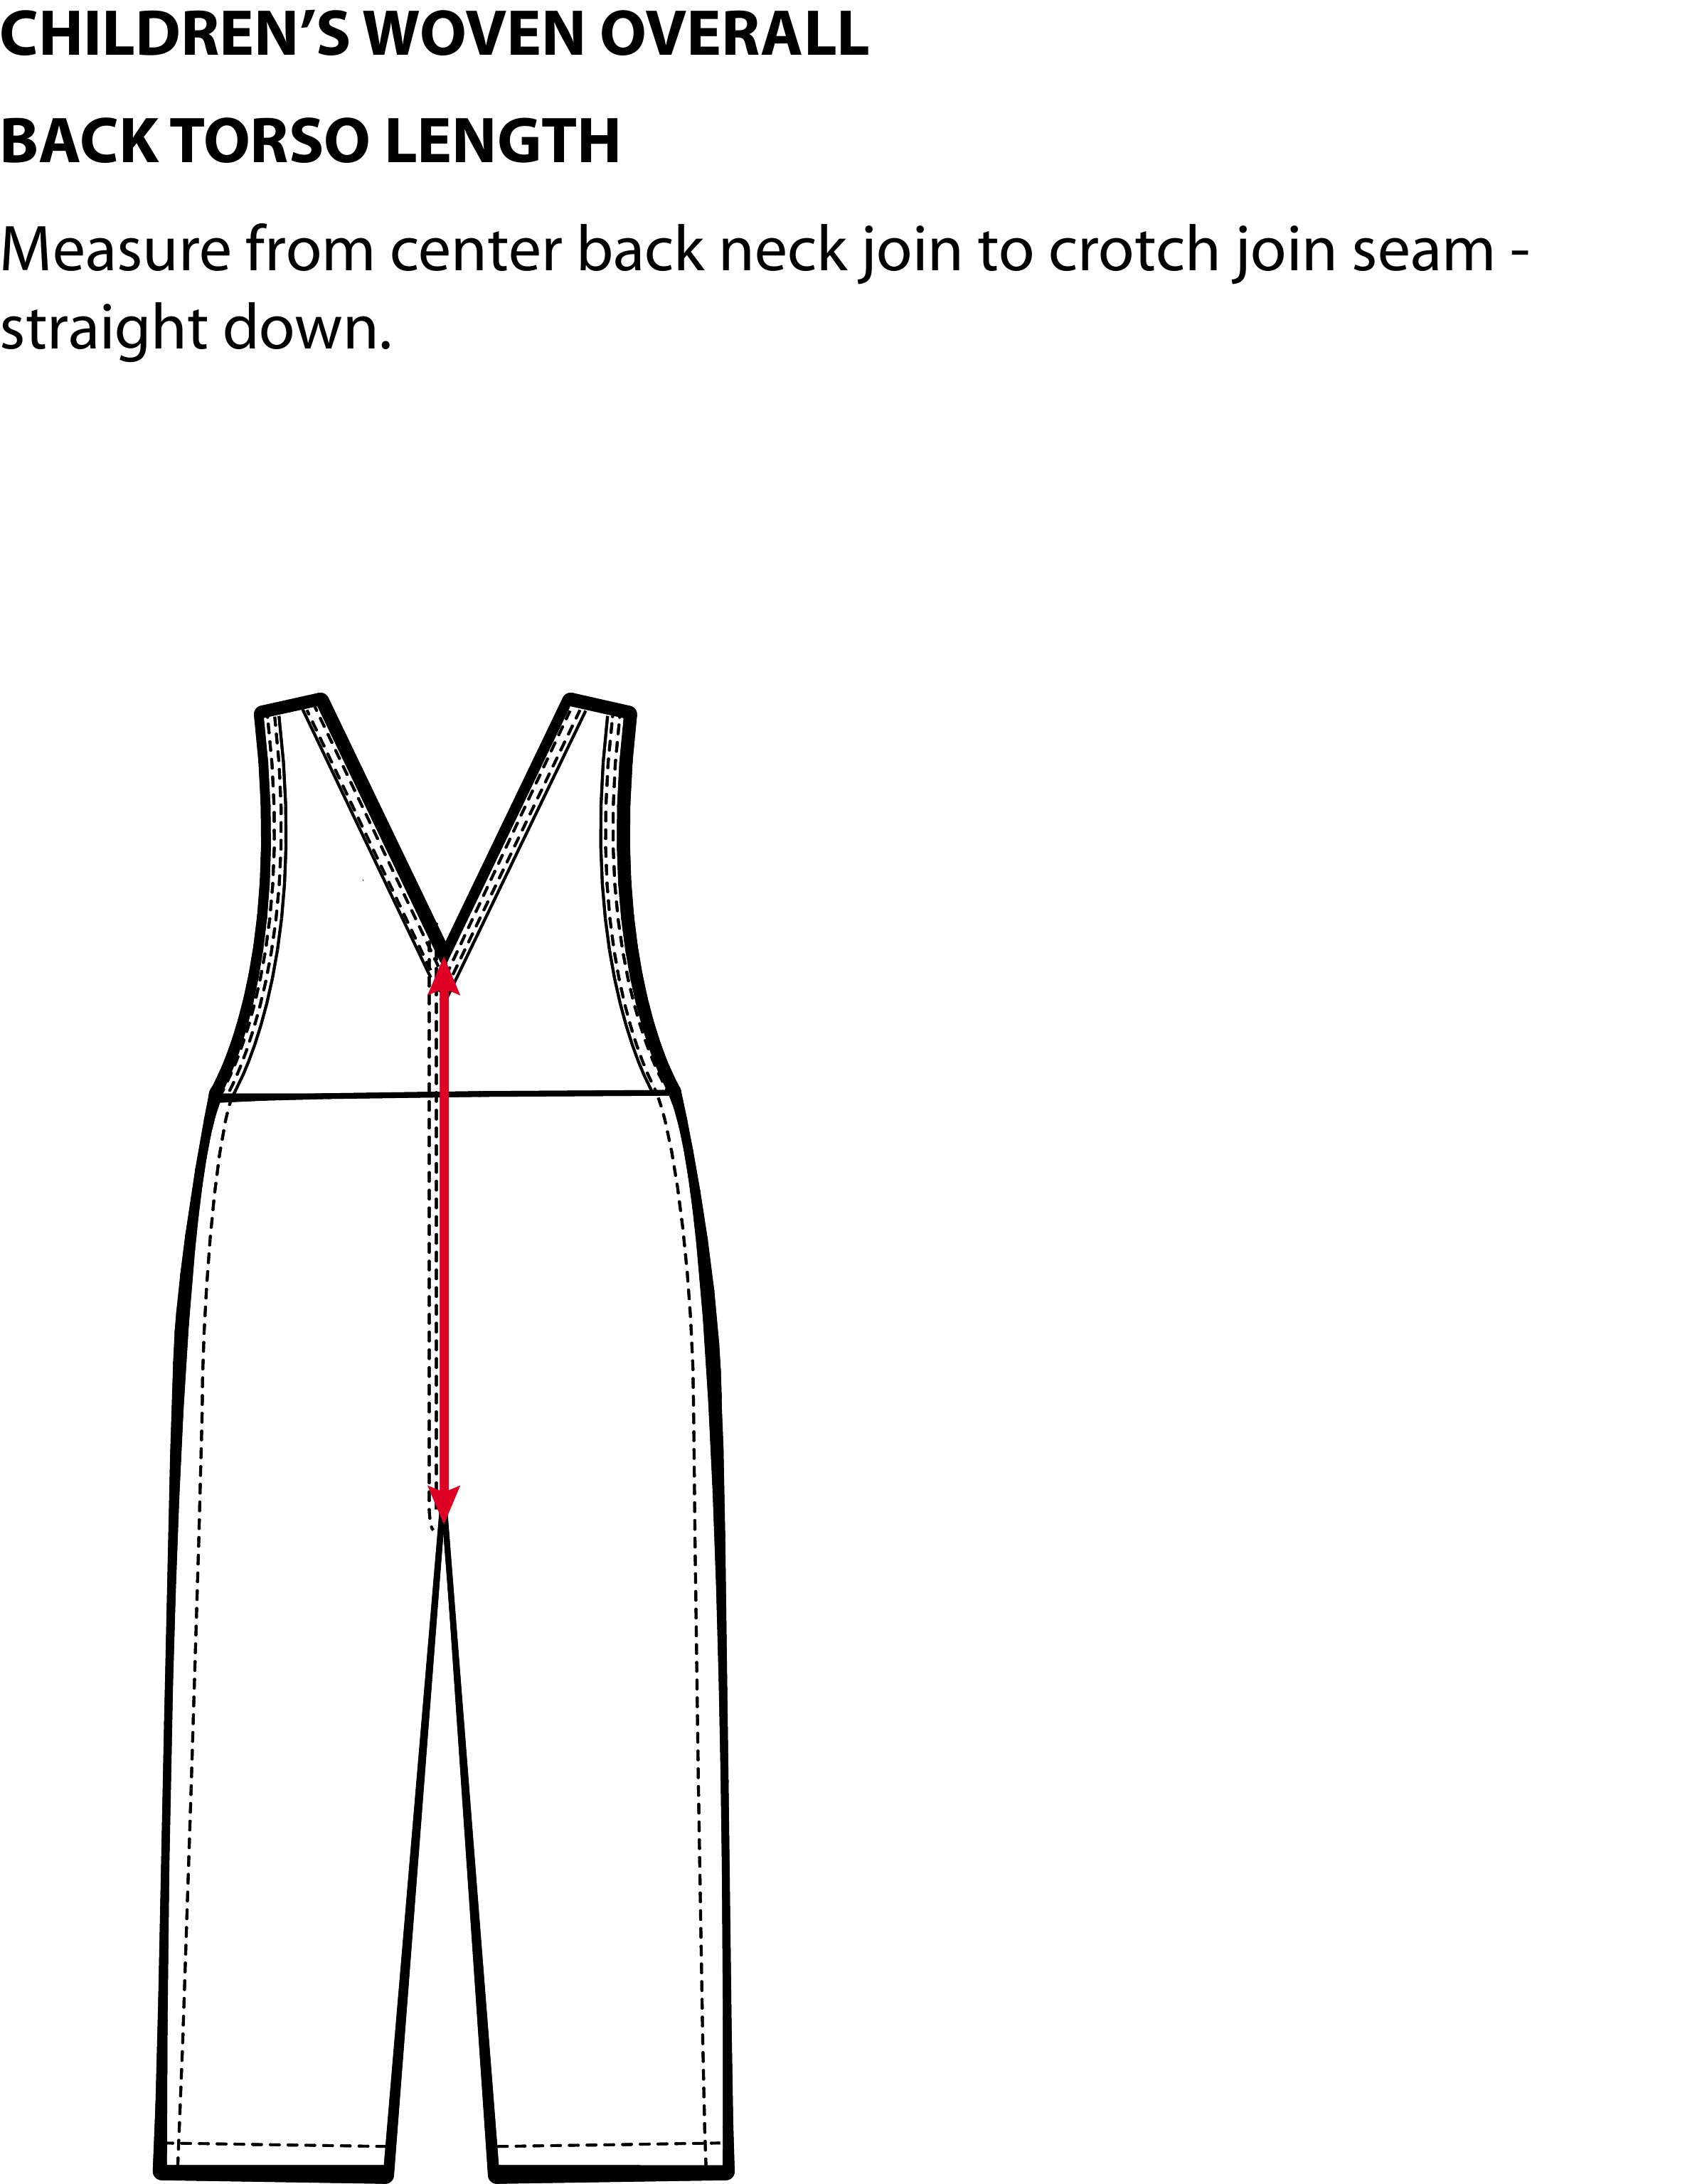 CHILDREN’S WOVEN OVERALL
BACK TORSO LENGTH
Measure from center back neck join to crotch join seam -
straight down.